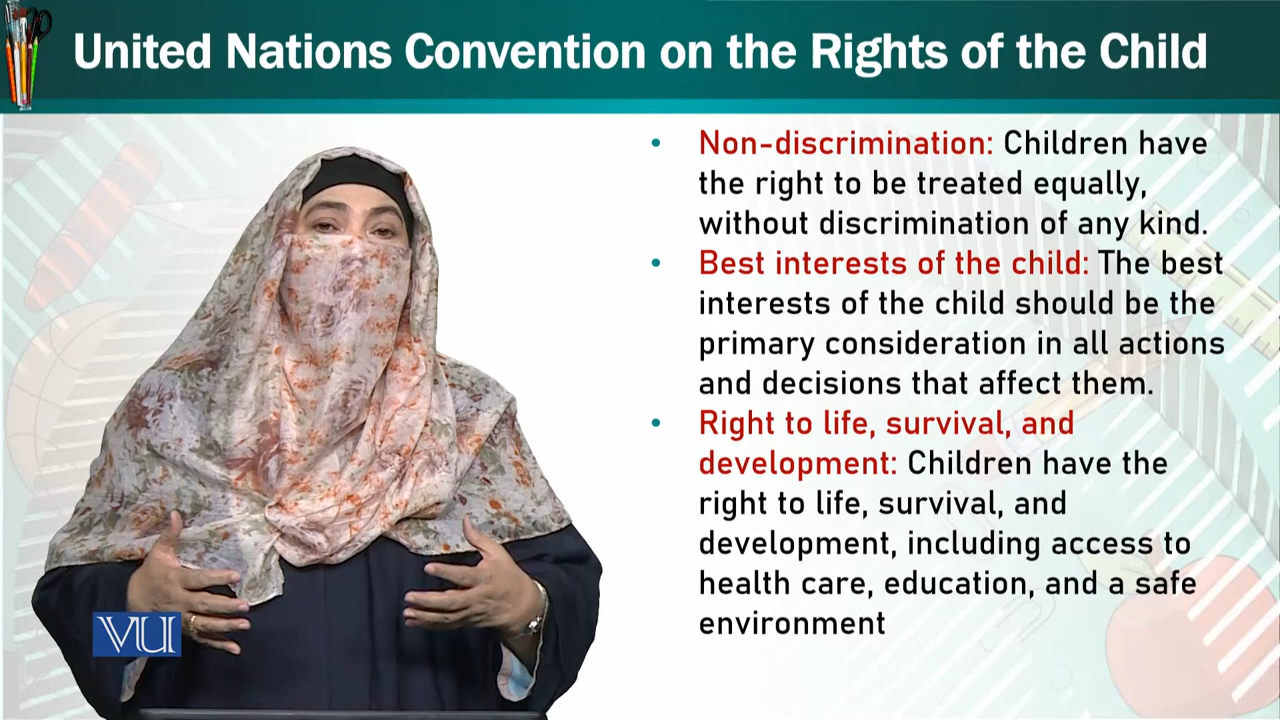 United Nations Convention on the Rights of the Child
• Non-discrimination: Children have
the right to be treated equally,
without discrimination of any kind.
• Best interests of the child: The best
interests of the child should be the
primary consideration in all actions
and decisions that affect them.
• Right to life, survival, and
development: Children have the
right to life, survival, and
development, including access to
health care, education, and a safe
environment
VU